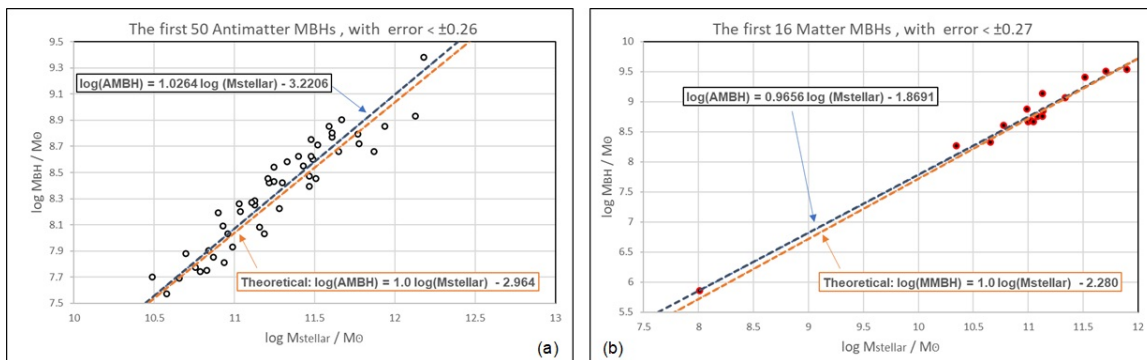 The first 50 Antimatter MBHs , with error < ±0.26
9.5
9.3
9.1
8.9
8.7
8.5
8.3
8.1
7.9
7.7
7.5
log MBH / MΘ
log(AMBH) = 1.0264 log (Mstellar) - 3.2206
Theoretical: log(AMBH) = 1.0 log(Mstellar) - 2.964
10 10.5 11 11.5 12 12.5 13
log Mstellar / MΘ
(a)
The first 16 Matter MBHs, with error < ±0.27
10
9.5
9
8.5
8
7.5
7
6.5
6
5.5
log MBH / MΘ
log(AMBH) = 0.9656 log (Mstellar) - 1.8691
Theoretical: log(MMBH) = 1.0 log(Mstellar) - 2.280
7.5 8 8.5 9 9.5 10 10.5 11 11.5 12
log Mstellar / MΘ
(b)